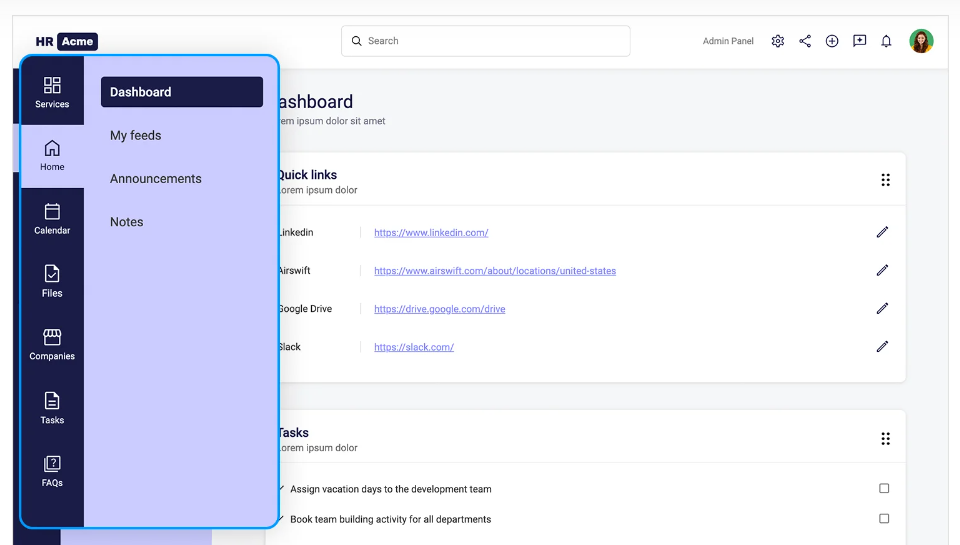 HR Acme
Search
Admin Panel
Services
Home
Calendar
Files
Companies
Tasks
FAQs
Dashboard
My feeds
Announcements
Notes
ashboard
em ipsum dolor sit amet
Quick links
orem ipsum dolor
inkedin
https://www.linkedin.com/
Airswift
https://www.airswift.com/about/locations/united-states
Google Drive
https://drive.google.com/drive
Slack
https://slack.com/
Tasks
orem ipsum dolor
Assign vacation days to the development team
Book team building activity for all departments